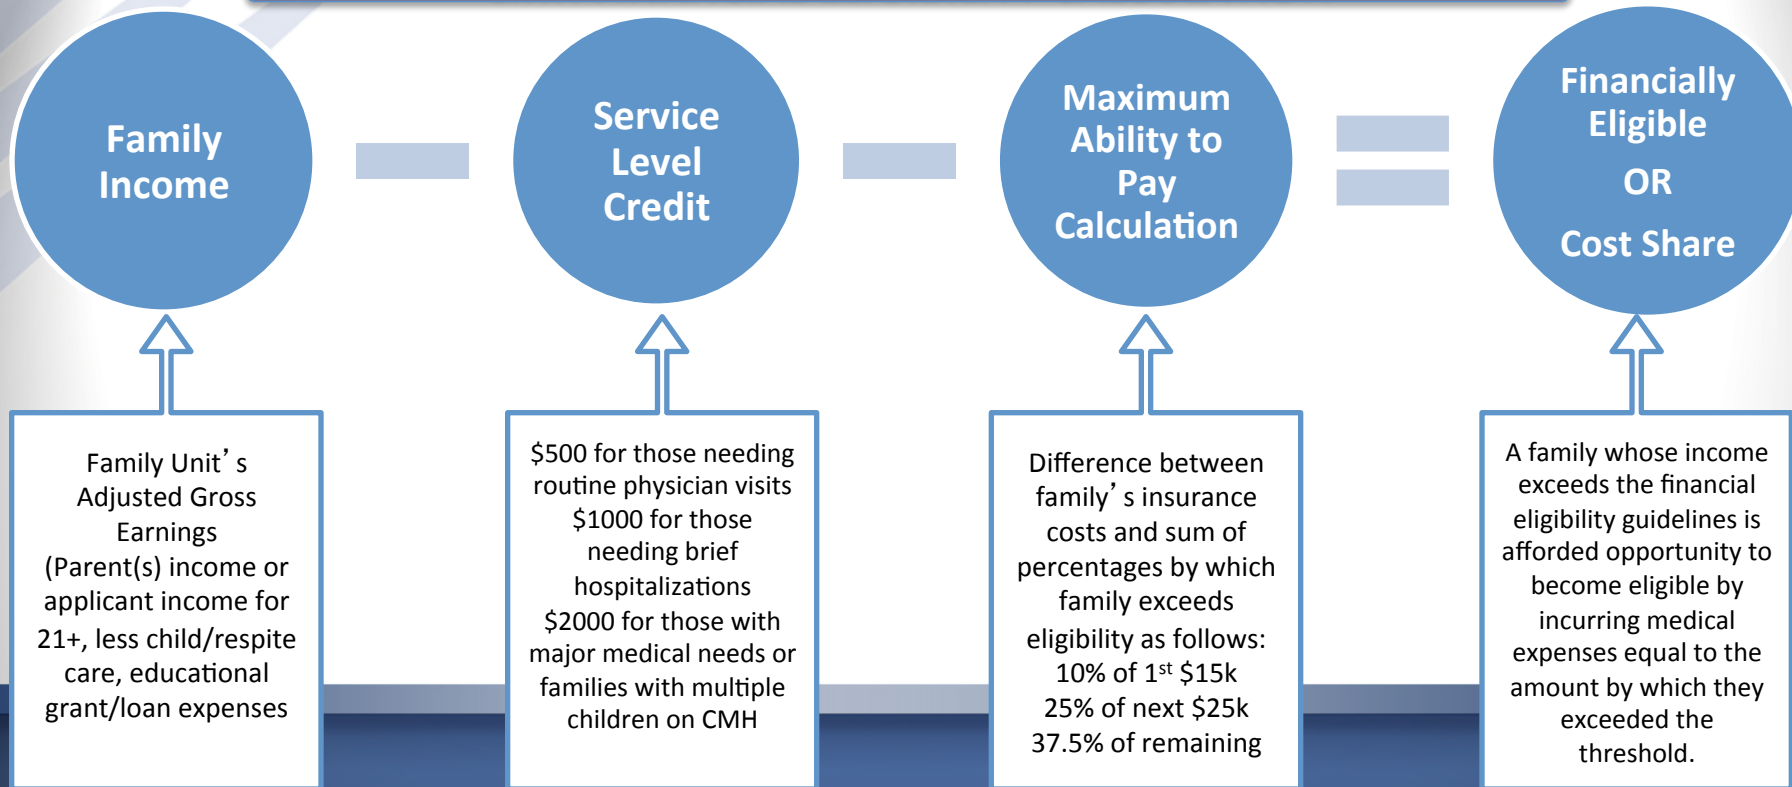 Family
Income
Service
Level
Credit
Maximum
Ability to
Pay
Calculation
Financially
Eligible
OR
Cost Share
Family Unit's
Adjusted Gross
Earnings
(Parent(s) income or
applicant income for
21+, less child/respite
care, educational
grant/loan expenses
$500 for those needing
routine physician visits
$1000 for those
needing brief
hospitalizations
$2000 for those with
major medical needs or
families with multiple
children on CMH
Difference between
family's insurance
costs and sum of
percentages by which
family exceeds
eligibility as follows:
10% of 1st $15k
25% of next $25k
37.5% of remaining
A family whose income
exceeds the financial
eligibility guidelines is
afforded opportunity to
become eligible by
incurring medical
expenses equal to the
amount by which they
exceeded the
threshold.